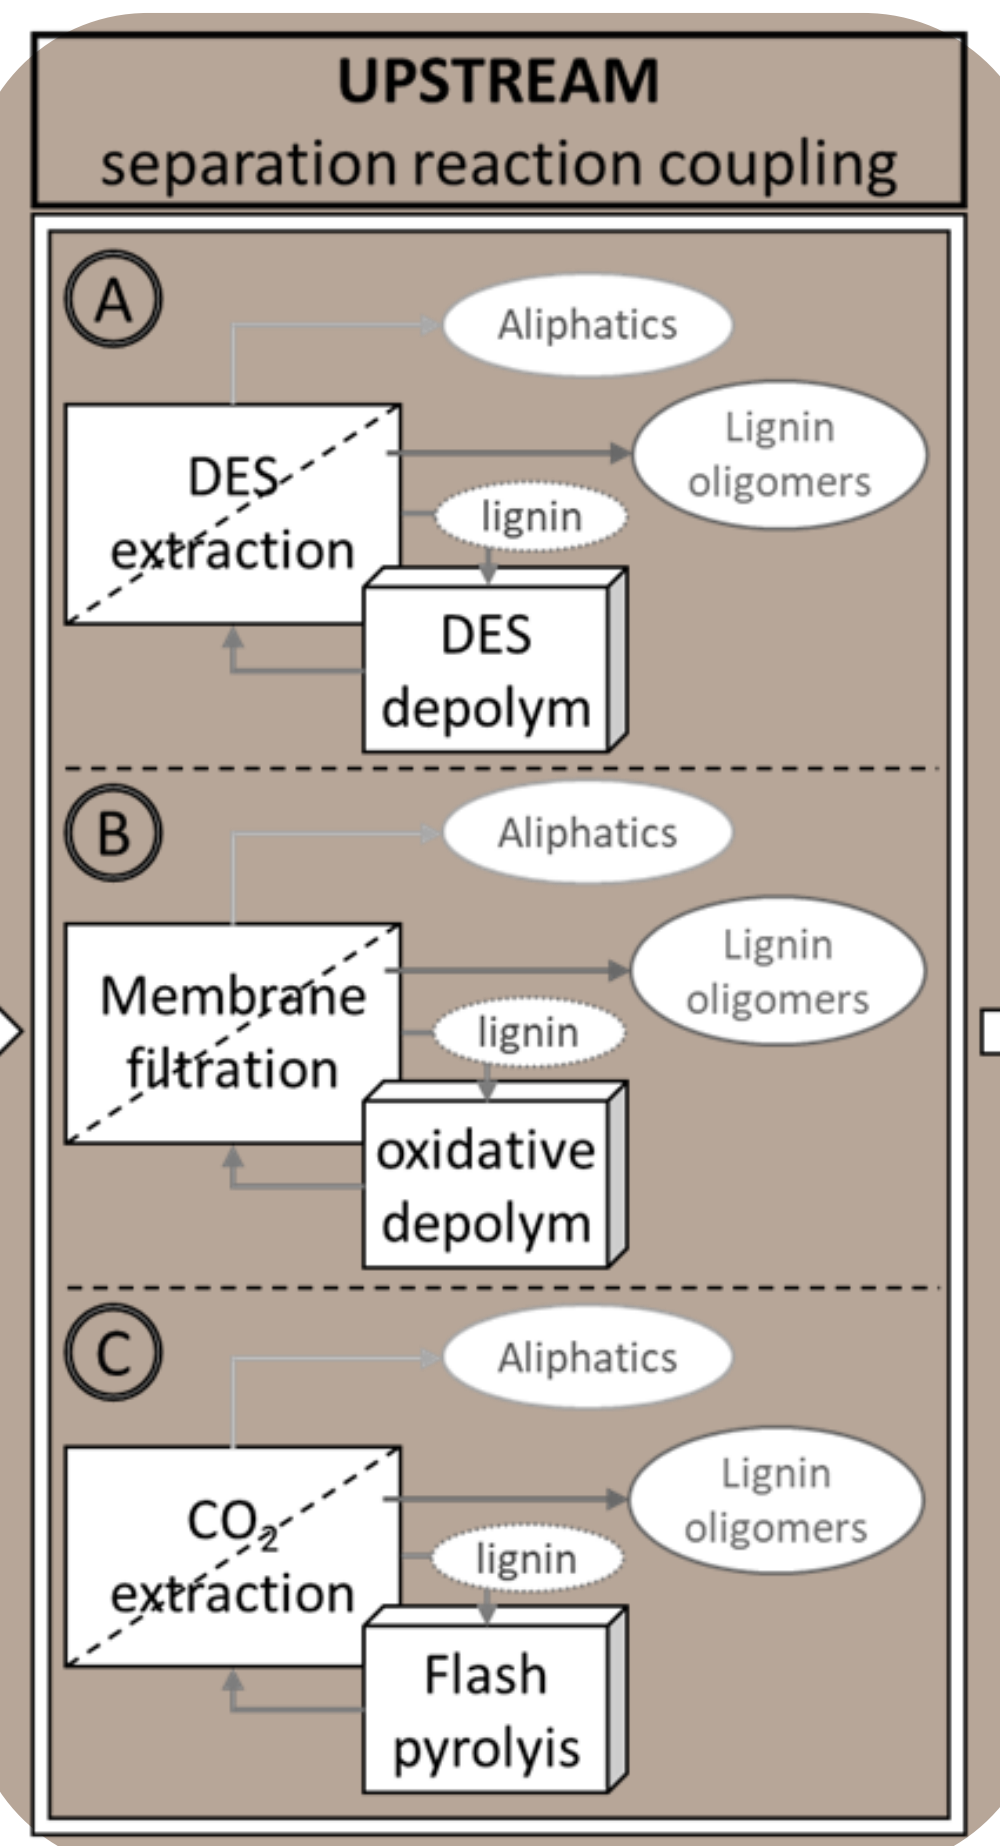 UPSTREAM
separation reaction coupling
A
Aliphatics
DES
extraction
Lignin
oligomers
lignin
DES
depolym
B
Aliphatics
Membrane
filtration
Lignin
oligomers
lignin
oxidative
depolym
C
Aliphatics
CO₂
extraction
Lignin
oligomers
lignin
Flash
pyrolyis